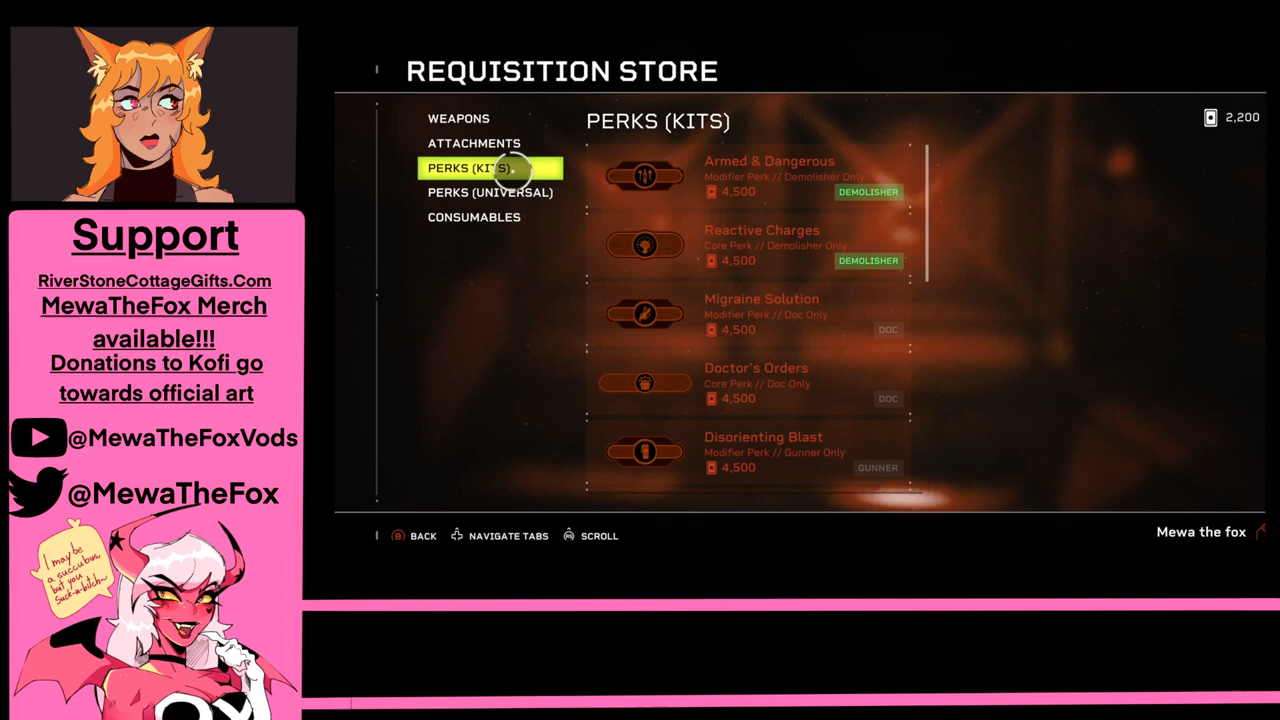 Support
RiverStoneCottageGifts.Com
MewaTheFox Merch
available!!!
Donations to Kofi go
towards official art
@MewaTheFoxVods
@MewaTheFox
I may be
a succubus,
but you
suck-a-bitch~
REQUISITION STORE
2,200
WEAPONS
ATTACHMENTS
PERKS (KITS)
PERKS (UNIVERSAL)
CONSUMABLES
PERKS (KITS)
Armed & Dangerous
Modifier Perk // Demolisher Only
4,500
DEMOLISHER
Reactive Charges
Core Perk // Demolisher Only
4,500
DEMOLISHER
Migraine Solution
Modifier Perk // Doc Only
4,500
DOC
Doctor's Orders
Core Perk // Doc Only
4,500
DOC
Disorienting Blast
Modifier Perk // Gunner Only
4,500
GUNNER
B BACK
NAVIGATE TABS
RS SCROLL
Mewa the fox